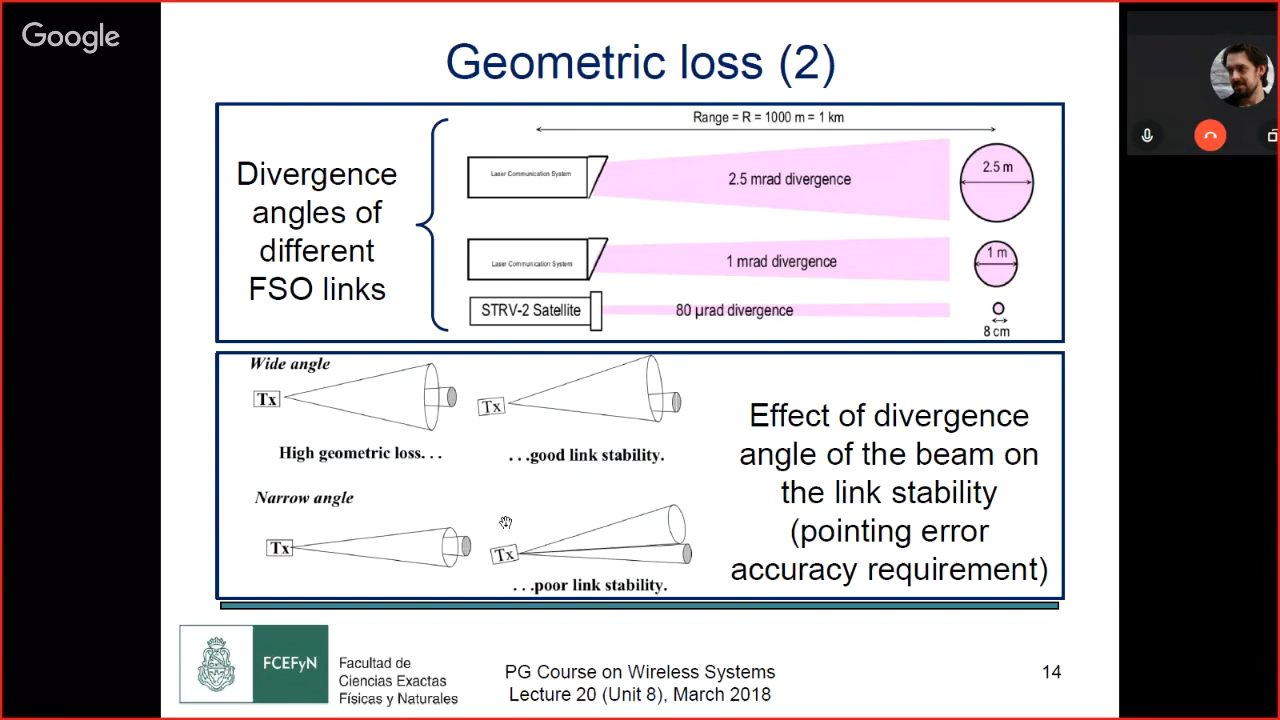 Google
Geometric loss (2)
Divergence
angles of
different
FSO links
Range = R = 1000 m = 1 km
Laser Communication System
2.5 mrad divergence
2.5 m
Laser Communication System
1 mrad divergence
1 m
STRV-2 Satellite
80 µrad divergence
8 cm
Wide angle
Tx
Tx
High geometric loss. . .
. . .good link stability.
Narrow angle
Tx
Tx
. . .poor link stability.
Effect of divergence
angle of the beam on
the link stability
(pointing error
accuracy requirement)
FCEFyN
Facultad de
Ciencias Exactas
Físicas y Naturales
PG Course on Wireless Systems
Lecture 20 (Unit 8), March 2018
14